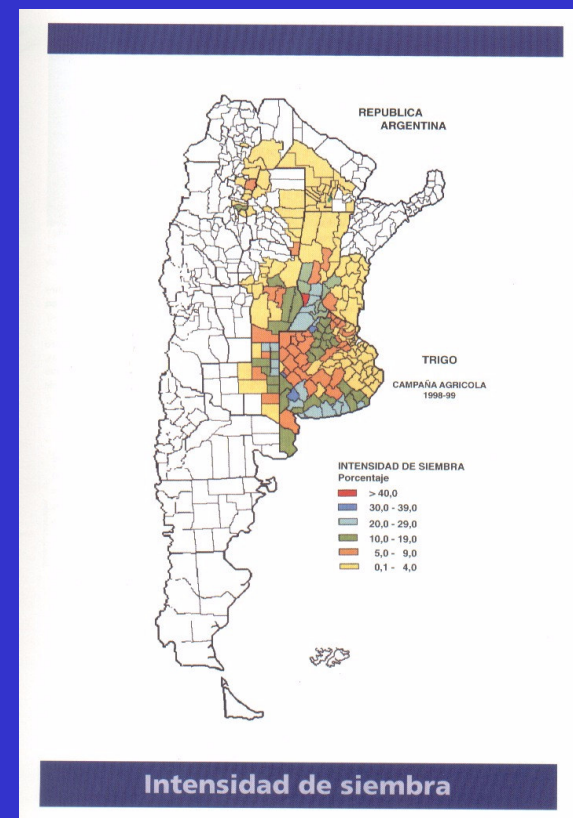 REPUBLICA
ARGENTINA
TRIGO
CAMPAÑA AGRICOLA
1998-99
INTENSIDAD DE SIEMBRA
Porcentaje
> 40,0
30,0 - 39,0
20,0 - 29,0
10,0 - 19,0
5,0 - 9,0
0,1 - 4,0
Intensidad de siembra